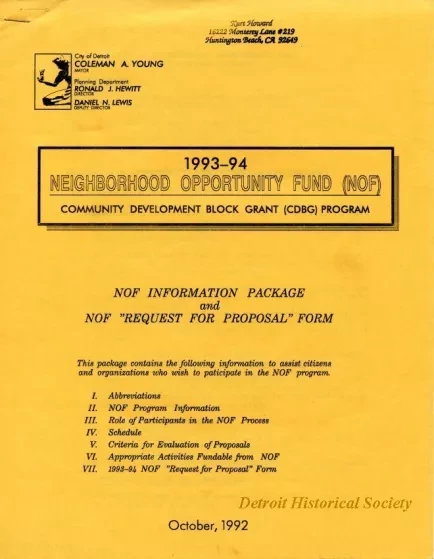 Kurt Howard
16222 Monterey Lane #219
Huntington Beach, CA 92649
City of Detroit
COLEMAN A. YOUNG
MAYOR
Planning Department
RONALD J. HEWITT
DIRECTOR
DANIEL N. LEWIS
DEPUTY DIRECTOR
1993-94
NEIGHBORHOOD OPPORTUNITY FUND (NOF)
COMMUNITY DEVELOPMENT BLOCK GRANT (CDBG) PROGRAM
NOF INFORMATION PACKAGE
and
NOF "REQUEST FOR PROPOSAL" FORM
This package contains the following information to assist citizens
and organizations who wish to paticipate in the NOF program.
I. Abbreviations
II. NOF Program Information
III. Role of Participants in the NOF Process
IV. Schedule
V. Criteria for Evaluation of Proposals
VI. Appropriate Activities Fundable from NOF
VII. 1993-94 NOF "Request for Proposal" Form
Detroit Historical Society
October, 1992